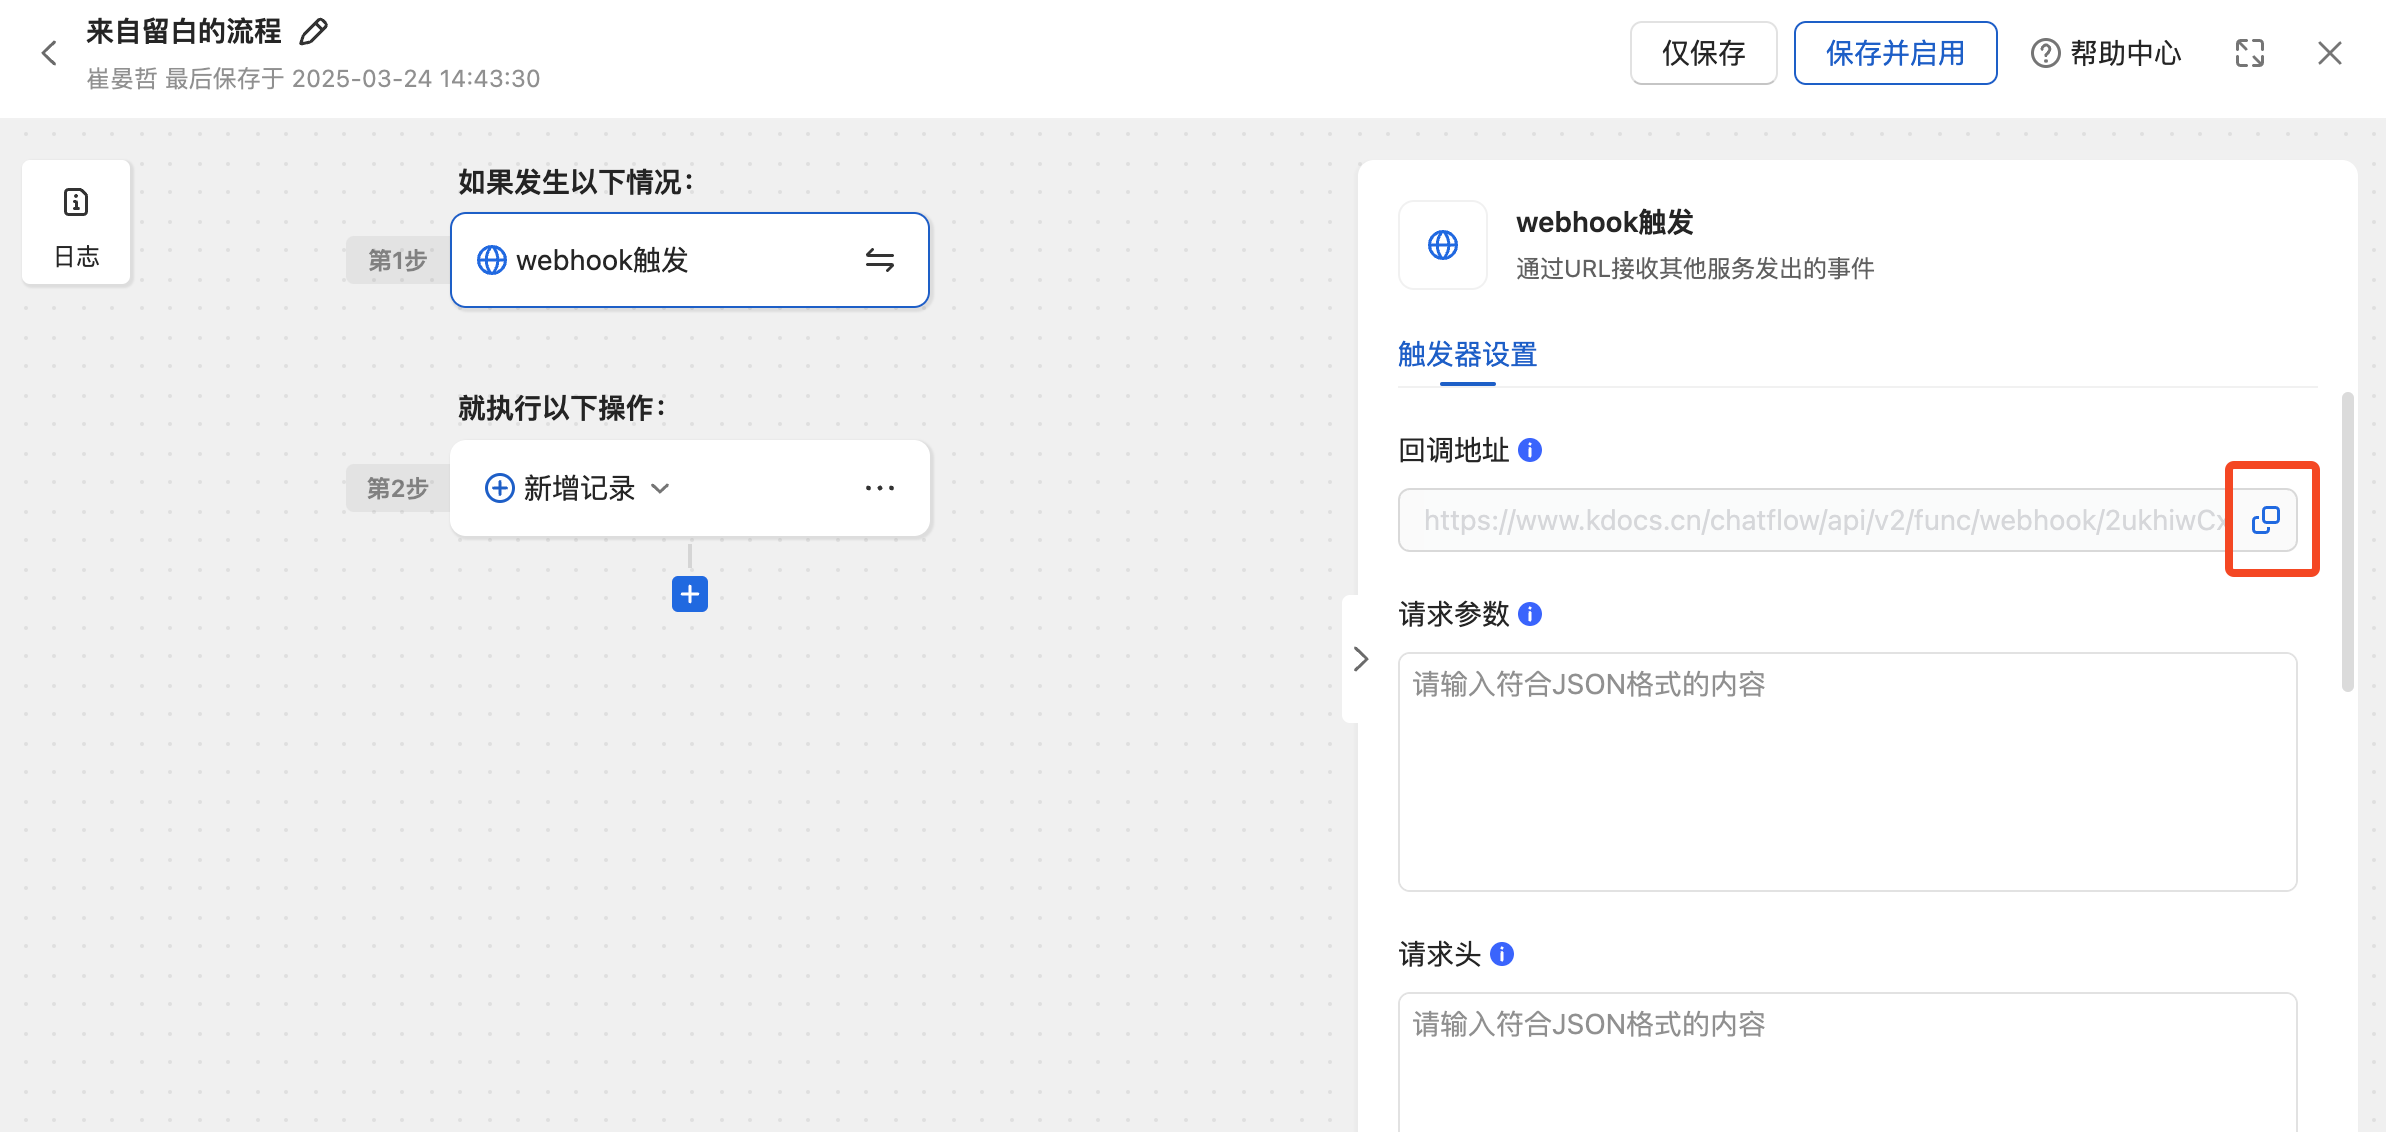 来自留白的流程
崔晏哲 最后保存于 2025-03-24 14:43:30
仅保存
保存并启用
帮助中心
日志
如果发生以下情况：
第1步
webhook触发
就执行以下操作：
第2步
新增记录
webhook触发
通过URL接收其他服务发出的事件
触发器设置
回调地址
https://www.kdocs.cn/chatflow/api/v2/func/webhook/2ukhiwCx
请求参数
请输入符合JSON格式的内容
请求头
请输入符合JSON格式的内容